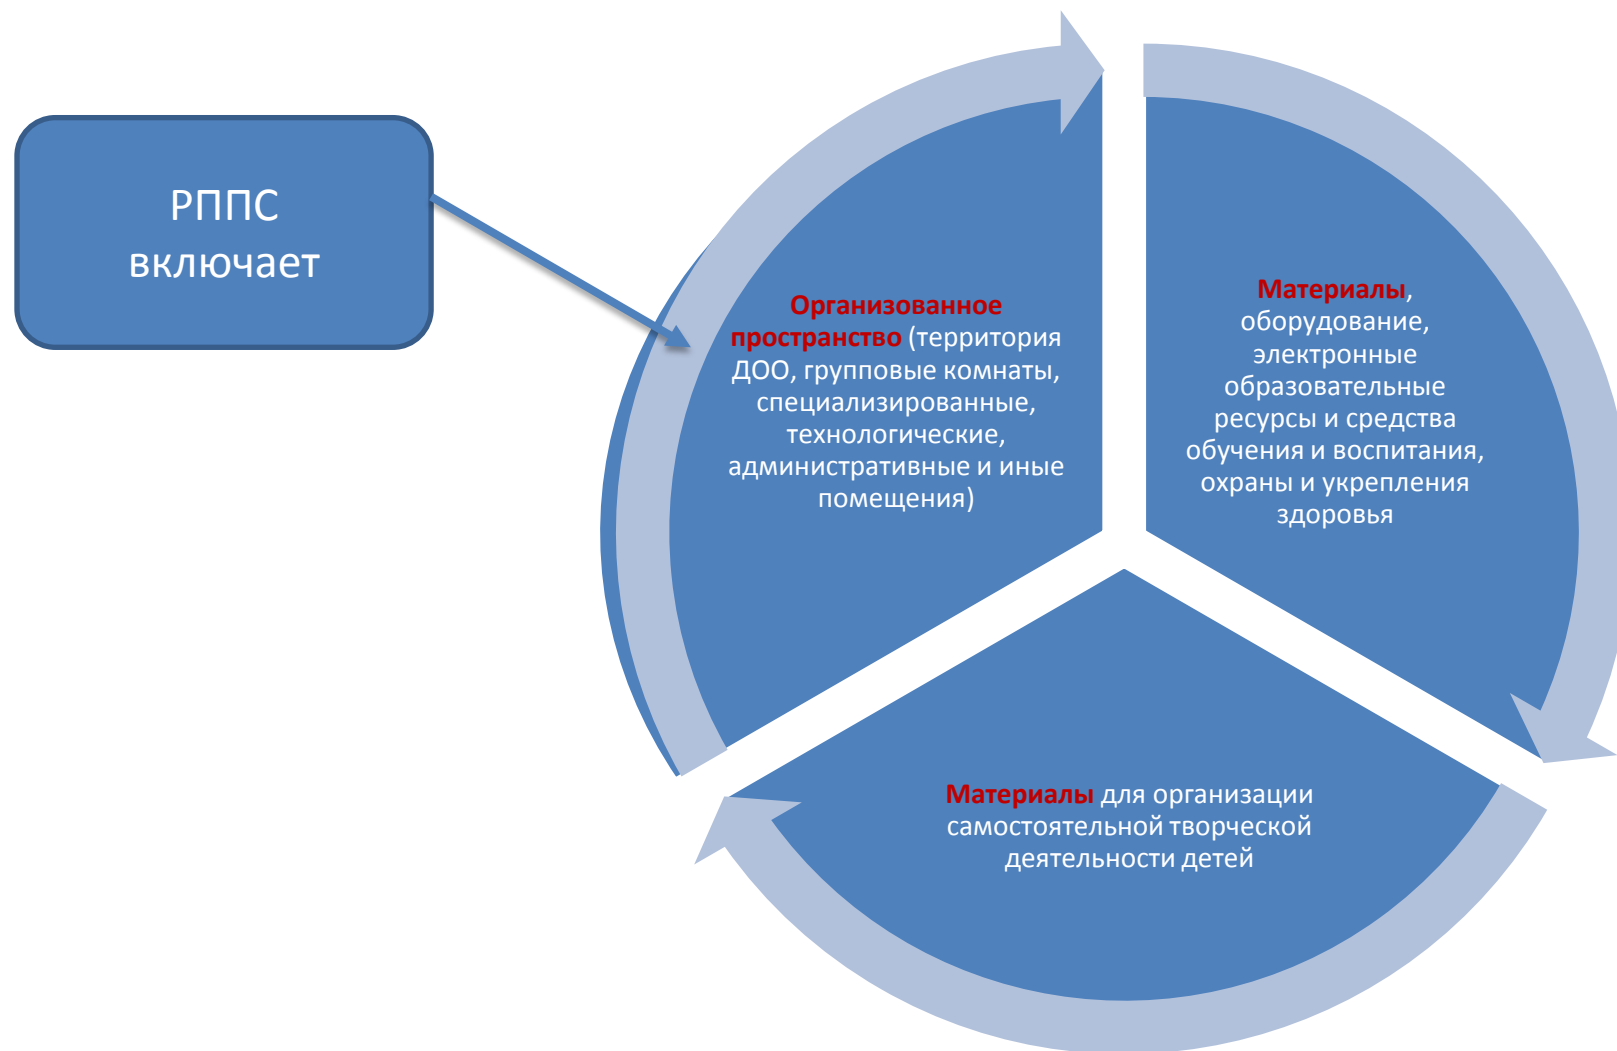 РППС
включает
Организованное
пространство (территория
ДОО, групповые комнаты,
специализированные,
технологические,
административные и иные
помещения)
Материалы,
оборудование,
электронные
образовательные
ресурсы и средства
обучения и воспитания,
охраны и укрепления
здоровья
Материалы для организации
самостоятельной творческой
деятельности детей